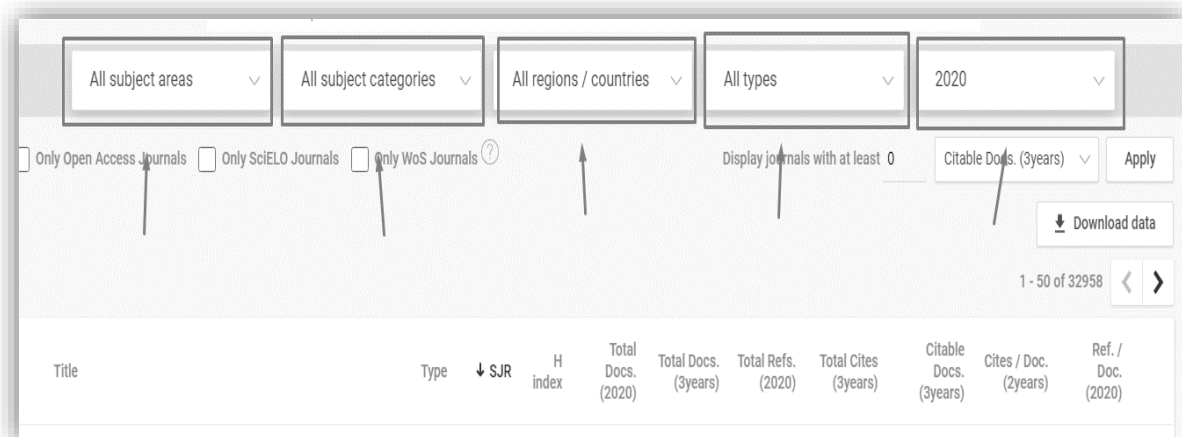 All subject areas All subject categories All regions / countries All types 2020
Only Open Access Journals Only SciELO Journals Only WoS Journals ? Display journals with at least 0 Citable Docs. (3years) Apply
Download data
1 - 50 of 32958
Title Type ↓ SJR H index Total Docs. (2020) Total Docs. (3years) Total Refs. (2020) Total Cites (3years) Citable Docs. (3years) Cites / Doc. (2years) Ref. / Doc. (2020)